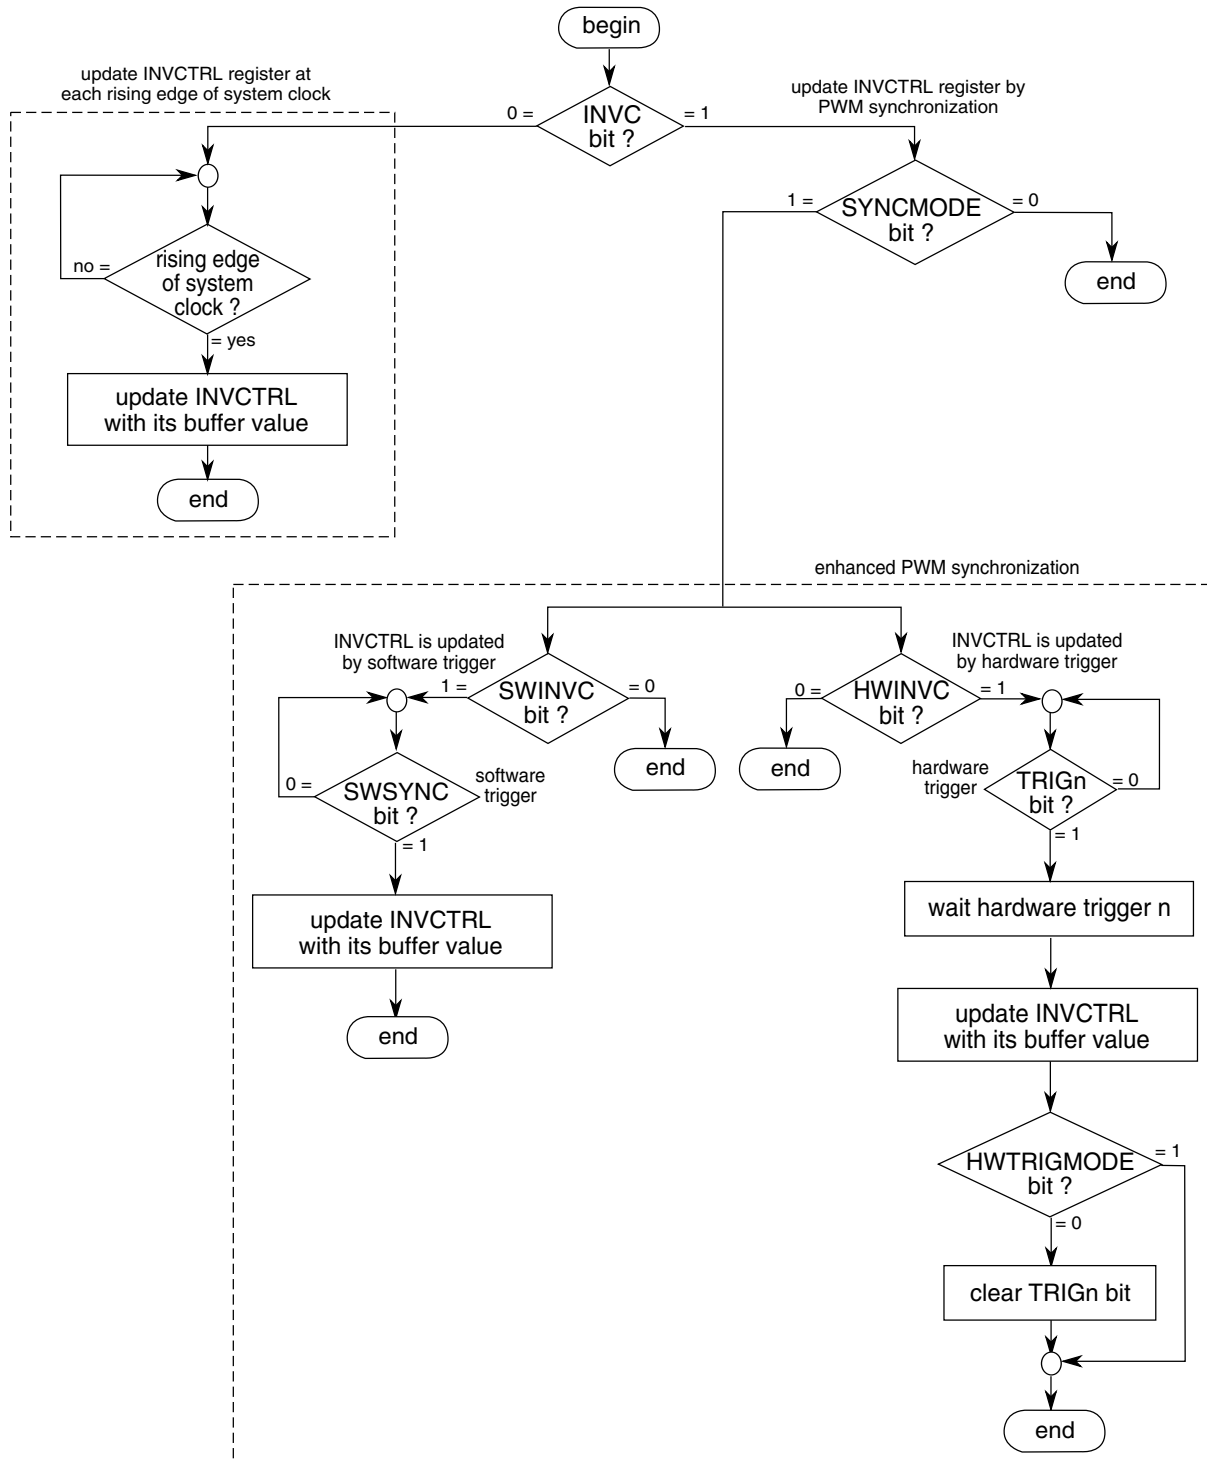 begin
update INVCTRL register at
each rising edge of system clock
update INVCTRL register by
PWM synchronization
0 =
INVC
bit ?
= 1
1 =
SYNCMODE
bit ?
= 0
end
no =
rising edge
of system
clock ?
= yes
update INVCTRL
with its buffer value
end
enhanced PWM synchronization
INVCTRL is updated
by software trigger
INVCTRL is updated
by hardware trigger
1 =
SWINVC
bit ?
= 0
end
0 =
HWINVC
bit ?
= 1
end
0 =
SWSYNC
bit ?
software
trigger
= 1
hardware
trigger
TRIGn
bit ?
= 0
= 1
update INVCTRL
with its buffer value
end
wait hardware trigger n
update INVCTRL
with its buffer value
HWTRIGMODE
bit ?
= 1
= 0
clear TRIGn bit
end